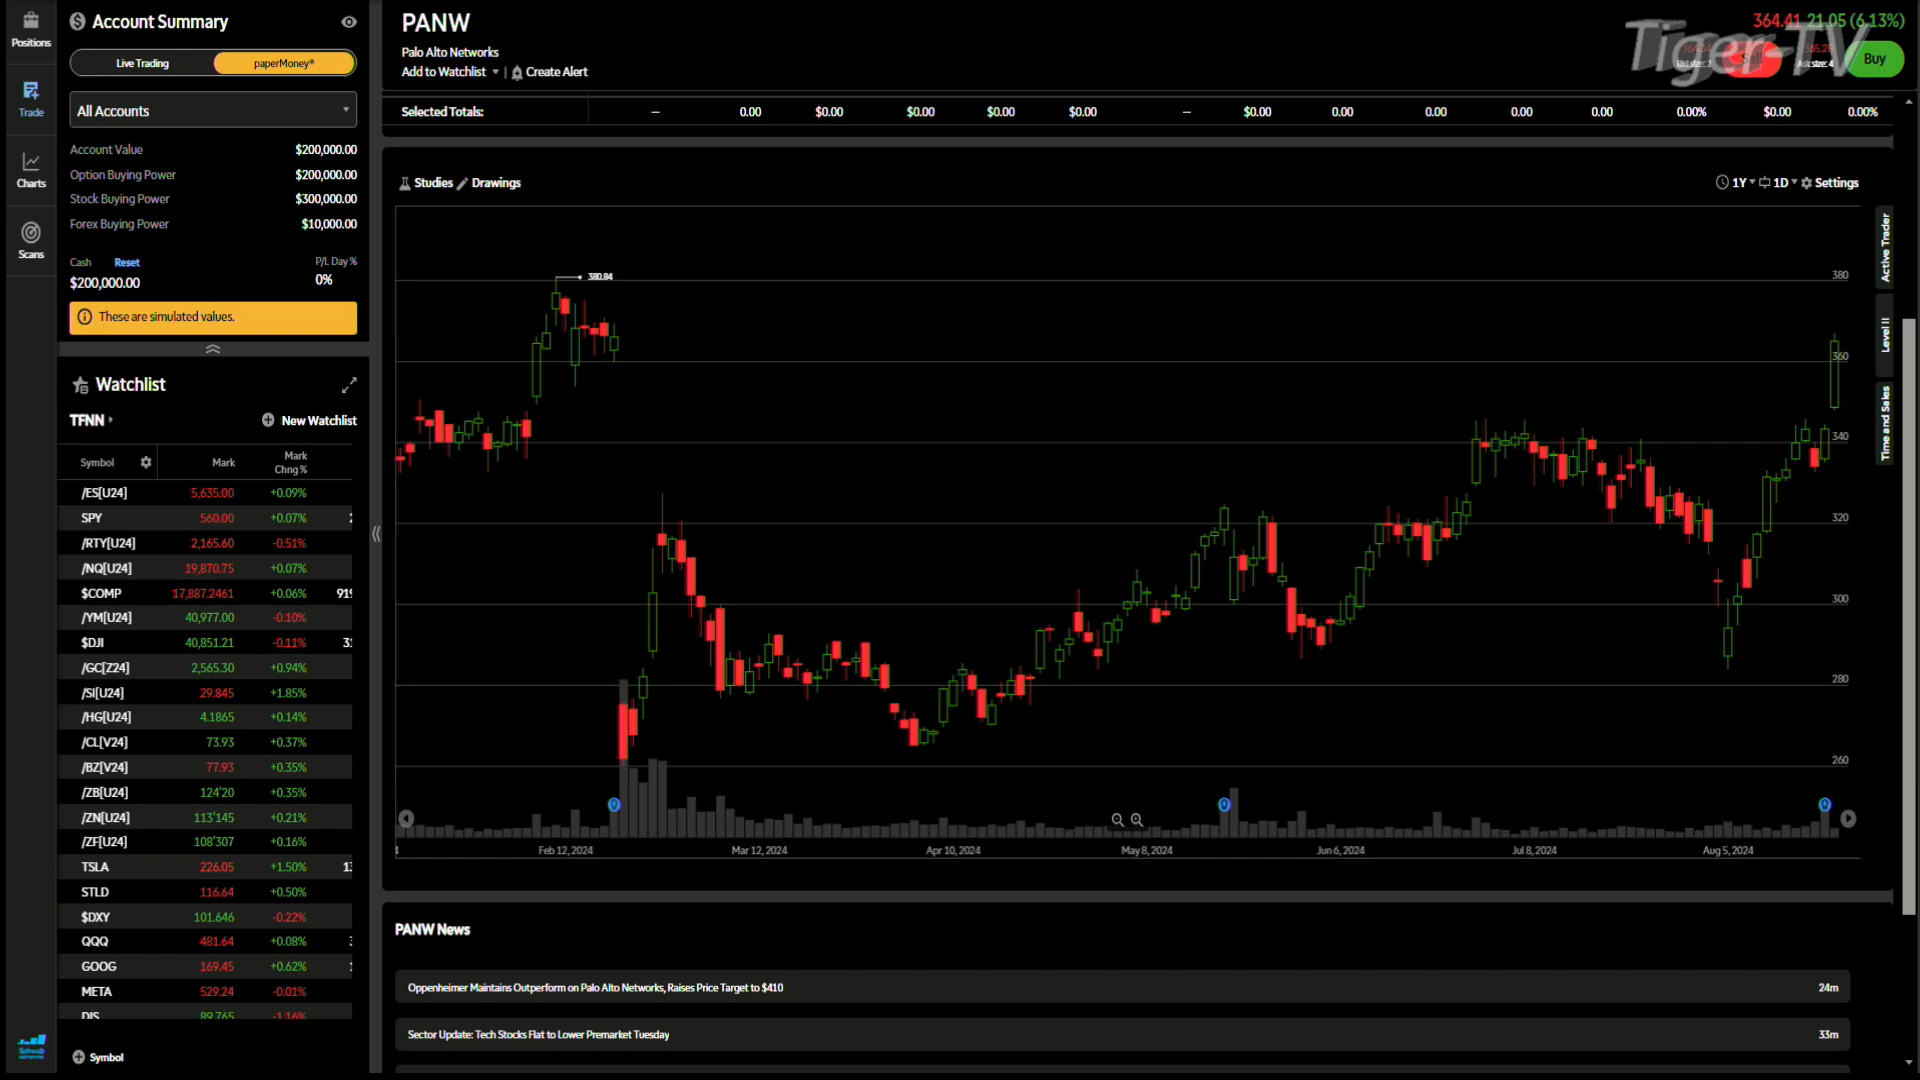 Positions
Trade
Charts
Scans
Schwab
NETWORK
Account Summary
Live Trading
paperMoney®
All Accounts
Account Value $200,000.00
Option Buying Power $200,000.00
Stock Buying Power $300,000.00
Forex Buying Power $10,000.00
Cash Reset P/L Day %
$200,000.00 0%
These are simulated values.
Watchlist
TFNN New Watchlist
Symbol Mark Mark Chng %
/ES[U24] 5,635.00 +0.09%
SPY 560.00 +0.07%
/RTY[U24] 2,165.60 -0.51%
/NQ[U24] 19,870.75 +0.07%
$COMP 17,887.2461 +0.06% 919
/YM[U24] 40,977.00 -0.10%
$DJI 40,851.21 -0.11%
/GC[Z24] 2,565.30 +0.94%
/SI[U24] 29.845 +1.85%
/HG[U24] 4.1865 +0.14%
/CL[V24] 73.93 +0.37%
/BZ[V24] 77.93 +0.35%
/ZB[U24] 124'20 +0.35%
/ZN[U24] 113'145 +0.21%
/ZF[U24] 108'307 +0.16%
TSLA 226.05 +1.50%
STLD 116.64 +0.50%
$DXY 101.646 -0.22%
QQQ 481.64 +0.08%
GOOG 169.45 +0.62%
META 529.24 -0.01%
DIS 89.765 -1.16%
Symbol
PANW
Palo Alto Networks
Add to Watchlist | Create Alert
364.41 21.05 (6.13%)
Tiger-TV
Sell
Buy
Selected Totals: — 0.00 $0.00 $0.00 $0.00 $0.00 — $0.00 0.00 0.00 0.00 0.00 0.00% $0.00 0.00%
Studies Drawings
1Y 1D Settings
380.84
380
360
340
320
300
280
260
Feb 12, 2024 Mar 12, 2024 Apr 10, 2024 May 8, 2024 Jun 6, 2024 Jul 8, 2024 Aug 5, 2024
Active Trader
Level II
Time and Sales
PANW News
Oppenheimer Maintains Outperform on Palo Alto Networks, Raises Price Target to $410 24m
Sector Update: Tech Stocks Flat to Lower Premarket Tuesday 33m